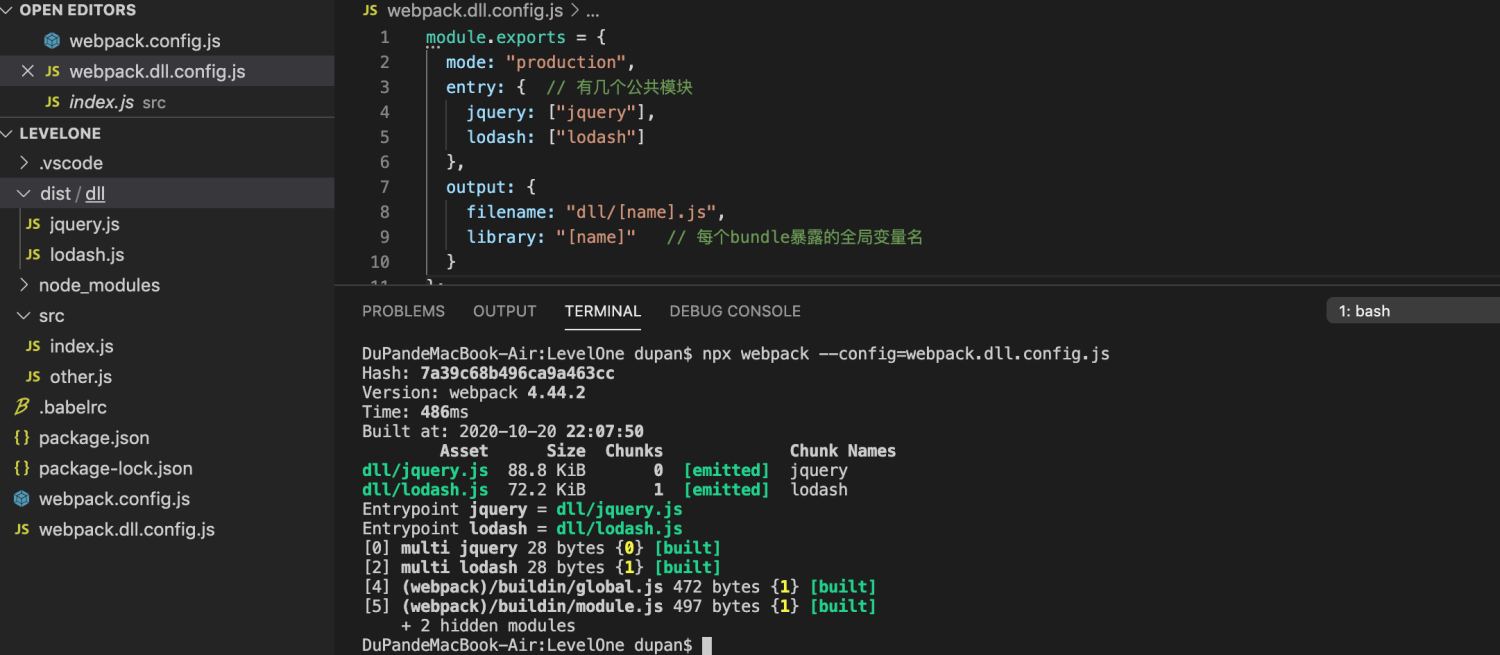 OPEN EDITORS
webpack.config.js
JS webpack.dll.config.js
JS index.js src
LEVELONE
.vscode
dist / dll
JS jquery.js
JS lodash.js
node_modules
src
JS index.js
JS other.js
.babelrc
{} package.json
{} package-lock.json
webpack.config.js
JS webpack.dll.config.js
JS webpack.dll.config.js > ...
1 module.exports = {
2 mode: "production",
3 entry: { // 有几个公共模块
4 jquery: ["jquery"],
5 lodash: ["lodash"]
6 },
7 output: {
8 filename: "dll/[name].js",
9 library: "[name]" // 每个bundle暴露的全局变量名
10 }
11 };
PROBLEMS OUTPUT TERMINAL DEBUG CONSOLE 1: bash
DuPandeMacBook-Air:LevelOne dupan$ npx webpack --config=webpack.dll.config.js
Hash: 7a39c68b496ca9a463cc
Version: webpack 4.44.2
Time: 486ms
Built at: 2020-10-20 22:07:50
Asset Size Chunks Chunk Names
dll/jquery.js 88.8 KiB 0 [emitted] jquery
dll/lodash.js 72.2 KiB 1 [emitted] lodash
Entrypoint jquery = dll/jquery.js
Entrypoint lodash = dll/lodash.js
[0] multi jquery 28 bytes {0} [built]
[2] multi lodash 28 bytes {1} [built]
[4] (webpack)/buildin/global.js 472 bytes {1} [built]
[5] (webpack)/buildin/module.js 497 bytes {1} [built]
+ 2 hidden modules
DuPandeMacBook-Air:LevelOne dupan$